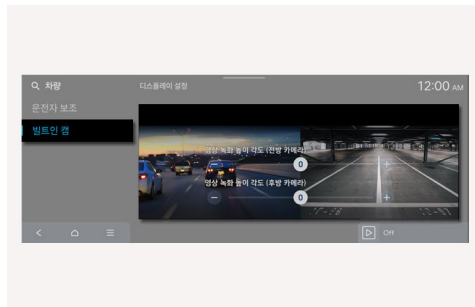 차량
디스플레이 설정
12:00 AM
운전자 보조
빌트인 캠
영상 녹화 높이 각도 (전방 카메라)
0 +
영상 녹화 높이 각도 (후방 카메라)
− 0 +
Off